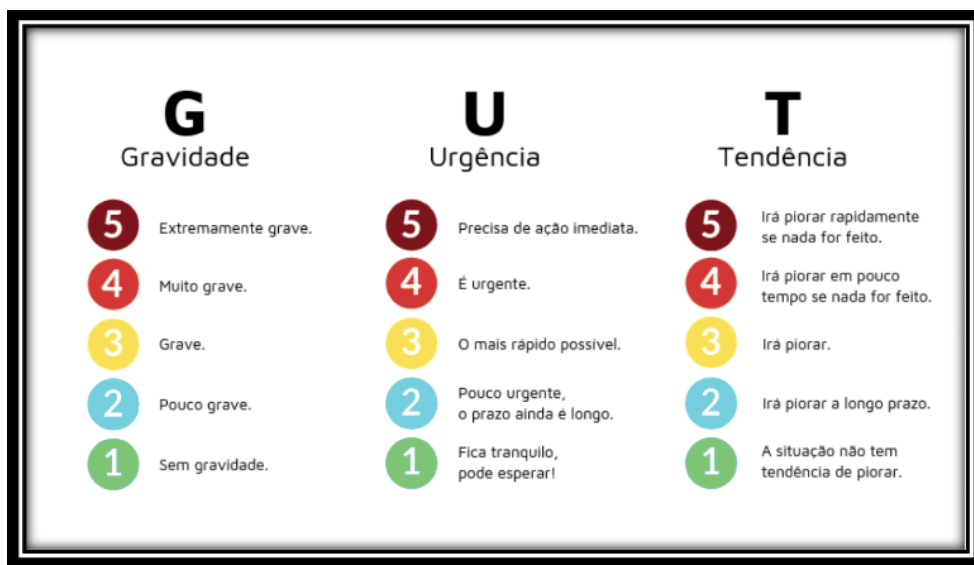 G
Gravidade
5
Extremamente grave.
4
Muito grave.
3
Grave.
2
Pouco grave.
1
Sem gravidade.
U
Urgência
5
Precisa de ação imediata.
4
É urgente.
3
O mais rápido possível.
2
Pouco urgente,
o prazo ainda é longo.
1
Fica tranquilo,
pode esperar!
T
Tendência
5
Irá piorar rapidamente
se nada for feito.
4
Irá piorar em pouco
tempo se nada for feito.
3
Irá piorar.
2
Irá piorar a longo prazo.
1
A situação não tem
tendência de piorar.